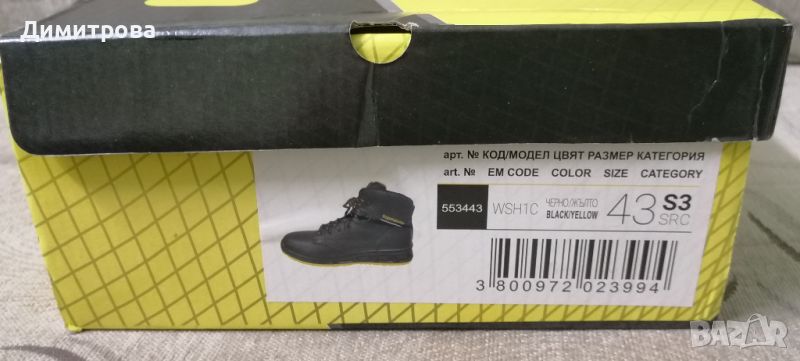 Димитрова
арт. № КОД/МОДЕЛ ЦВЯТ РАЗМЕР КАТЕГОРИЯ
art. № EM CODE COLOR SIZE CATEGORY
553443 WSH1C ЧЕРНО/ЖЪЛТО BLACK/YELLOW 43 S3 SRC
3 800972 023994
BAZAR